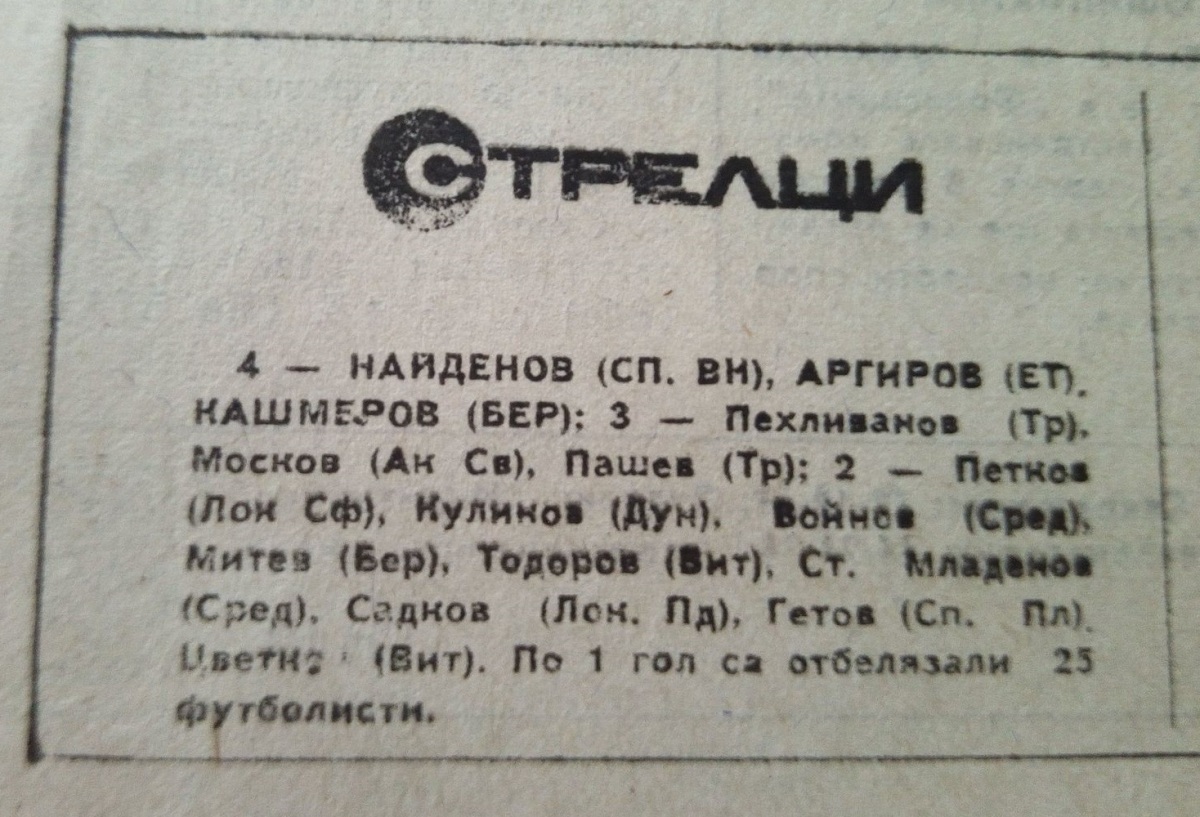 СТРЕЛЦИ
4 — НАЙДЕНОВ (СП. ВН), АРГИРОВ (ЕТ),
КАШМЕРОВ (БЕР); 3 — Пехливанов (Тр),
Москов (Ак Св), Пашев (Тр); 2 — Петков
(Лок Сф), Куликов (Дун), Войнов (Сред),
Митев (Бер), Тодоров (Вит), Ст. Младенов
(Сред), Садков (Лок. Пд), Гетов (Сп. Пл),
(Вит). По 1 гол са отбелязали 25
футболисти.